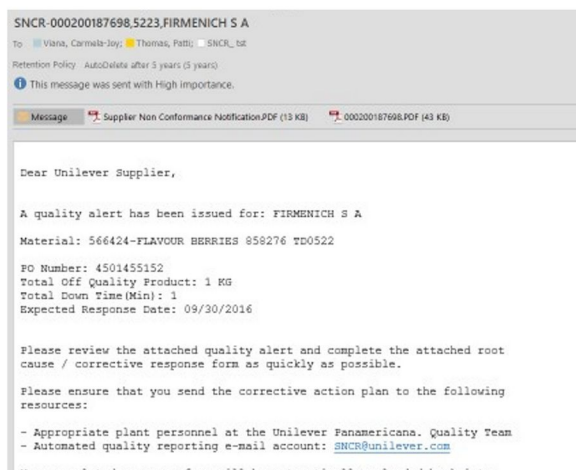 SNCR-000200187698,5223,FIRMENICH S A
To Viana, Carmela-Joy; Thomas, Patti; SNCR_tst
Retention Policy AutoDelete after 5 years (5 years)
This message was sent with High importance.
Message Supplier Non Conformance Notification.PDF (13 KB) 000200187698.PDF (43 KB)
Dear Unilever Supplier,
A quality alert has been issued for: FIRMENICH S A
Material: 566424-FLAVOUR BERRIES 858276 TD0522
PO Number: 4501455152
Total Off Quality Product: 1 KG
Total Down Time(Min): 1
Expected Response Date: 09/30/2016
Please review the attached quality alert and complete the attached root
cause / corrective response form as quickly as possible.
Please ensure that you send the corrective action plan to the following
resources:
- Appropriate plant personnel at the Unilever Panamericana. Quality Team
- Automated quality reporting e-mail account: SNCR@unilever.com